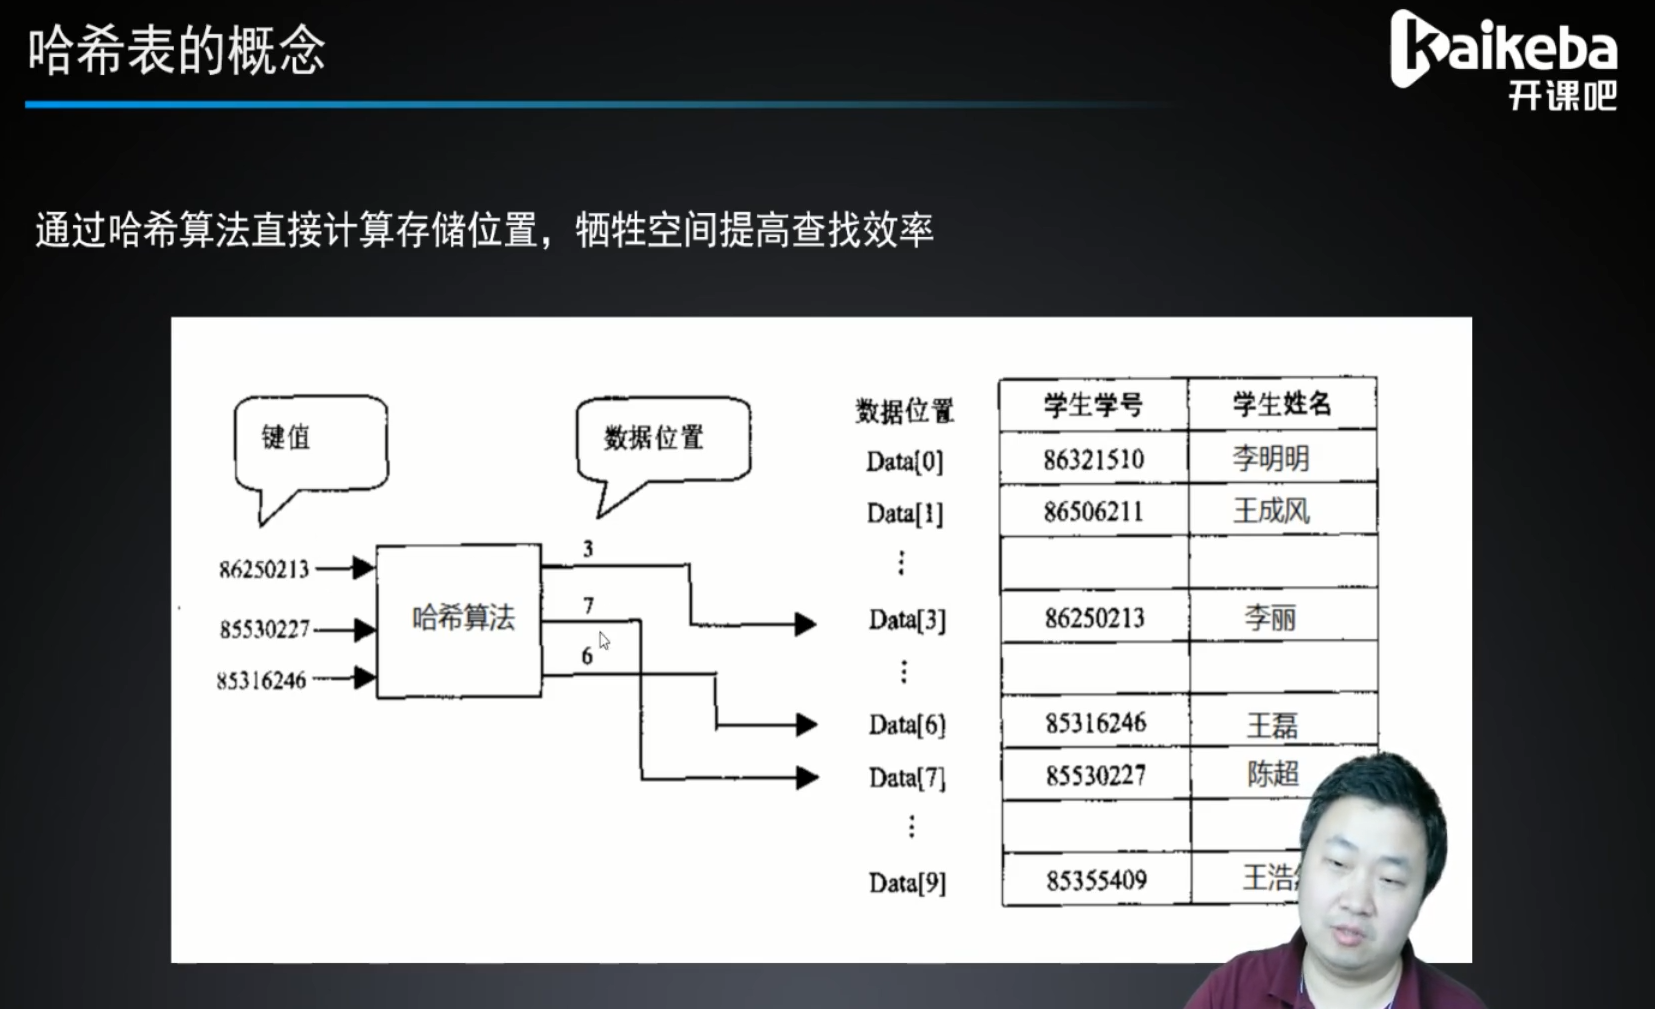 哈希表的概念
kaikeba
开课吧
通过哈希算法直接计算存储位置，牺牲空间提高查找效率
键值
数据位置
86250213
85530227
85316246
哈希算法
3
7
6
数据位置 学生学号 学生姓名
Data[0] 86321510 李明明
Data[1] 86506211 王成风
⋮
Data[3] 86250213 李丽
⋮
Data[6] 85316246 王磊
Data[7] 85530227 陈超
⋮
Data[9] 85355409 王浩